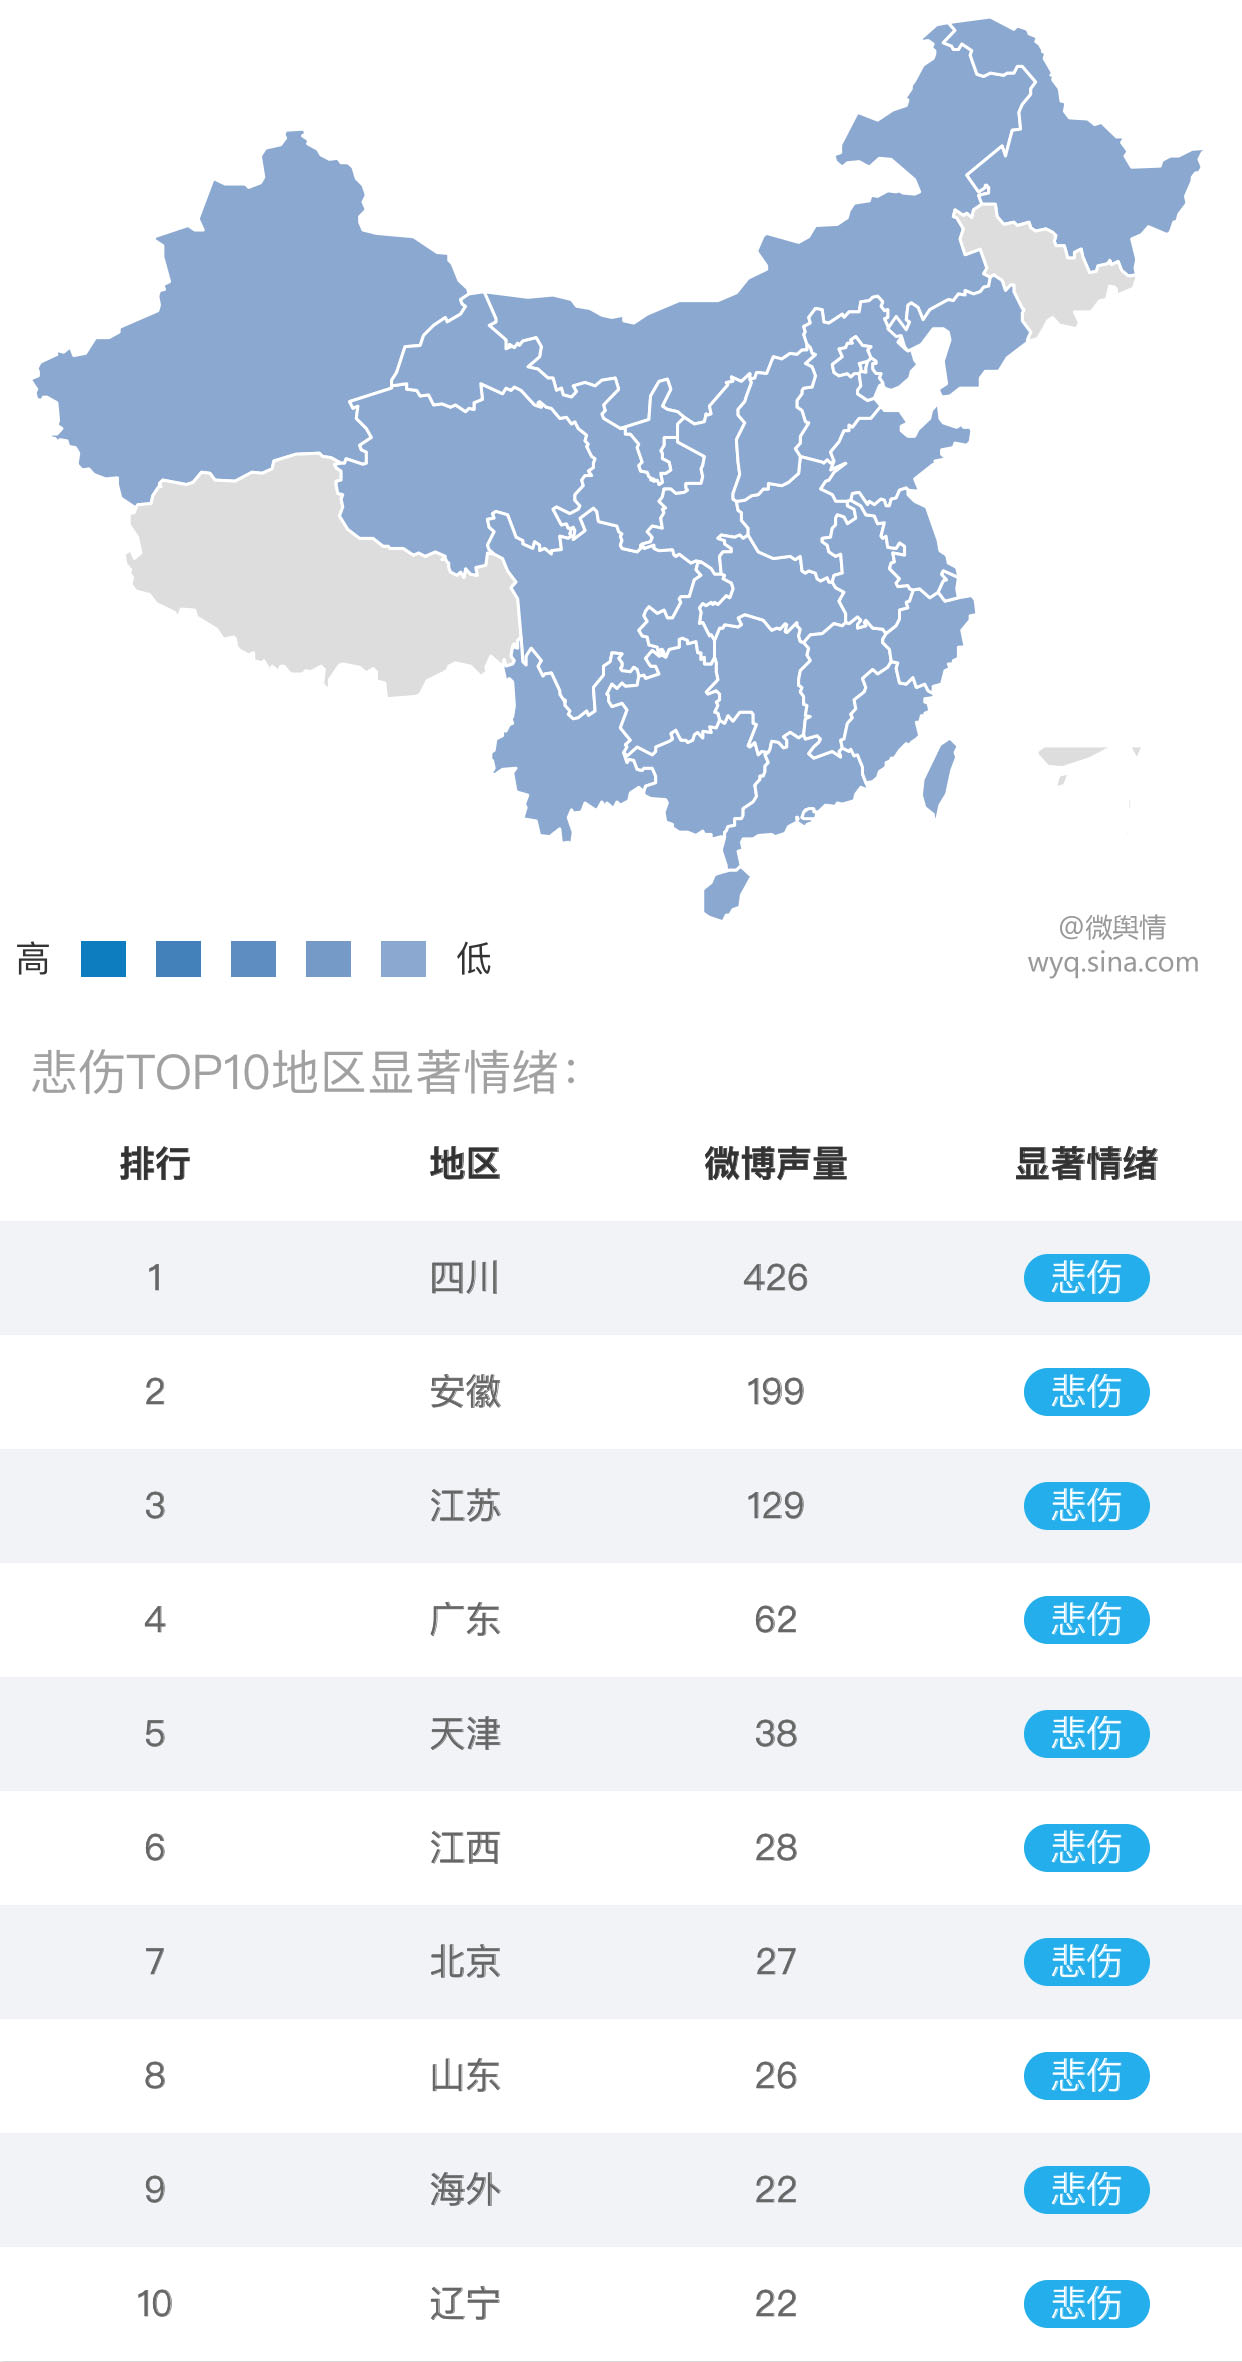 高 低
@微舆情
wyq.sina.com
悲伤TOP10地区显著情绪：
排行 地区 微博声量 显著情绪
1 四川 426 悲伤
2 安徽 199 悲伤
3 江苏 129 悲伤
4 广东 62 悲伤
5 天津 38 悲伤
6 江西 28 悲伤
7 北京 27 悲伤
8 山东 26 悲伤
9 海外 22 悲伤
10 辽宁 22 悲伤